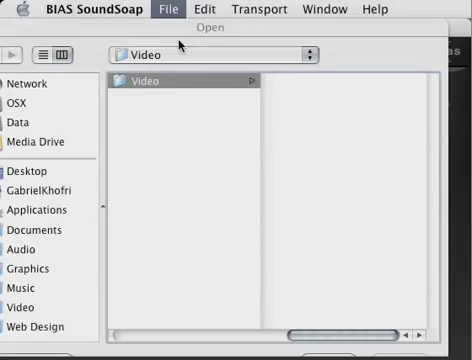 BIAS SoundSoap File Edit Transport Window Help
Open
Video
Network
OSX
Data
Media Drive
Desktop
GabrielKhofri
Applications
Documents
Audio
Graphics
Music
Video
Web Design
Video
as